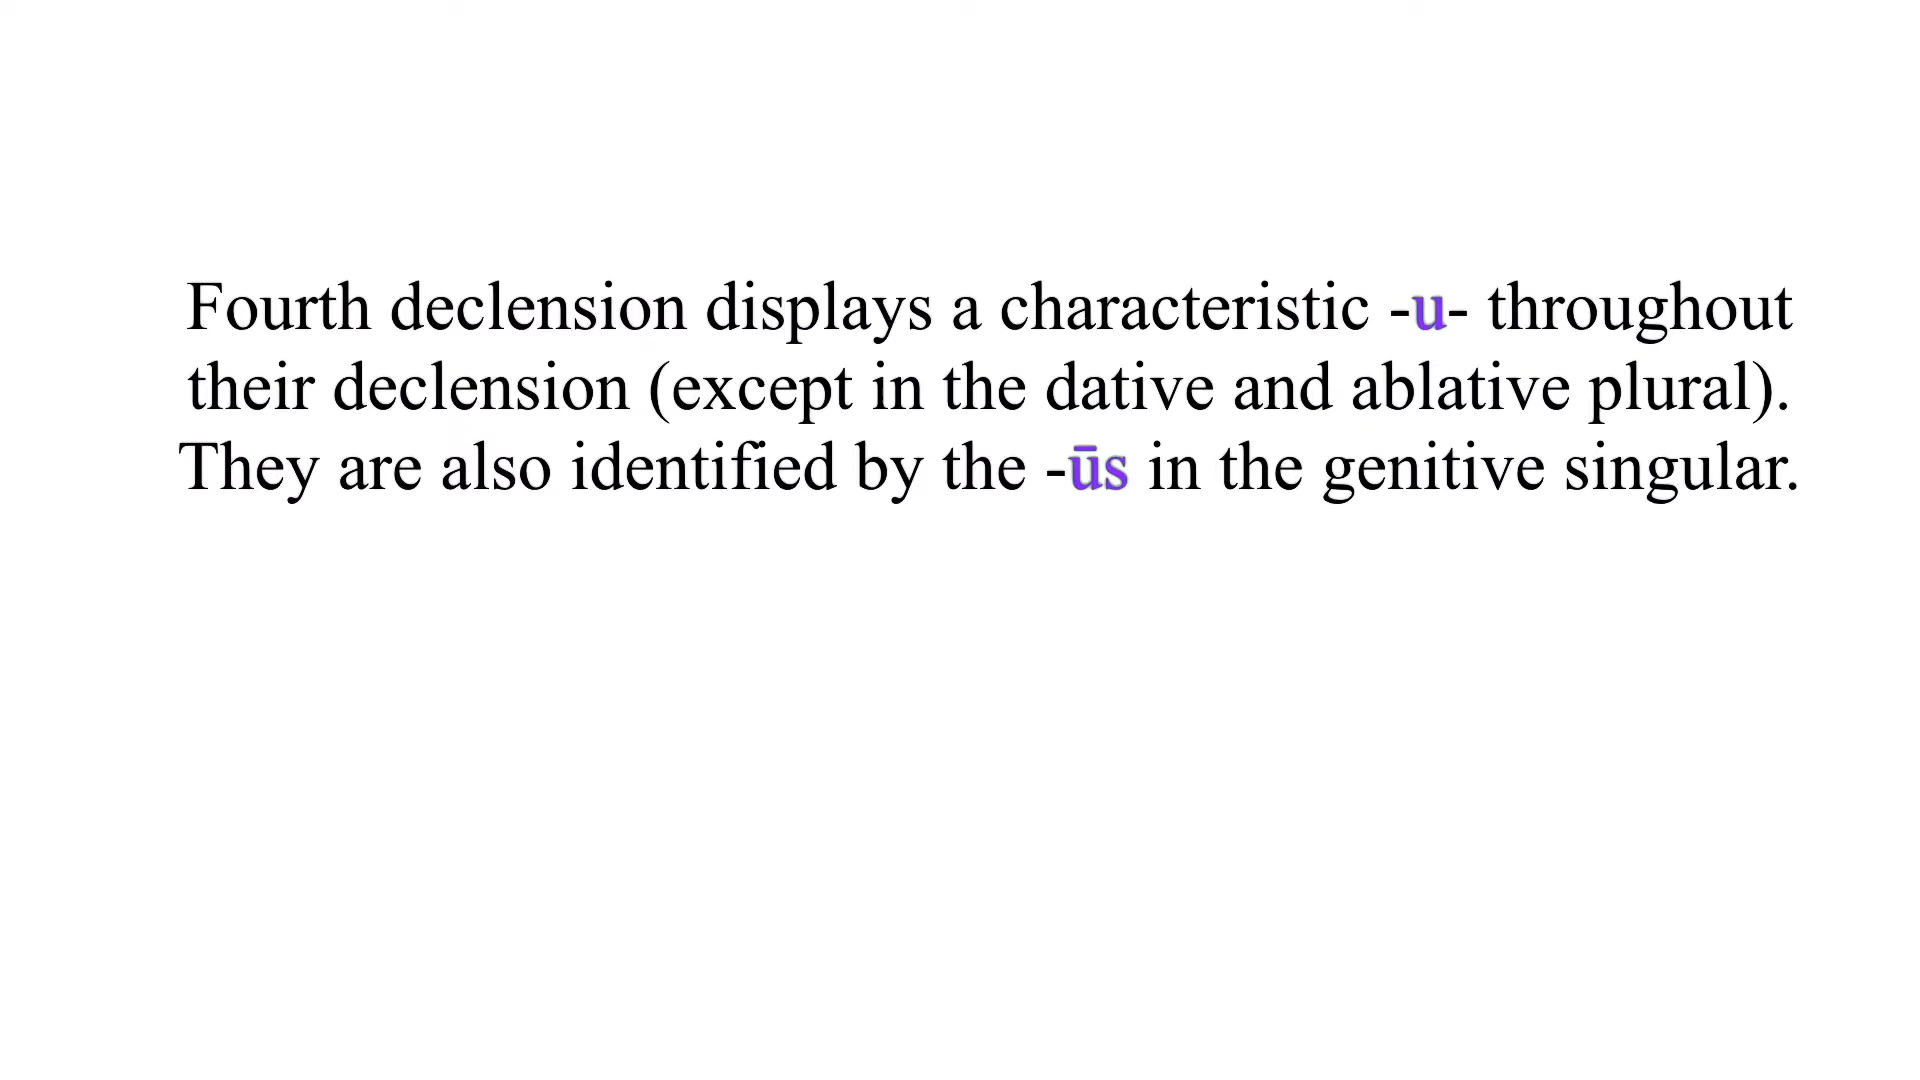 Fourth declension displays a characteristic -u- throughout
their declension (except in the dative and ablative plural).
They are also identified by the -ūs in the genitive singular.